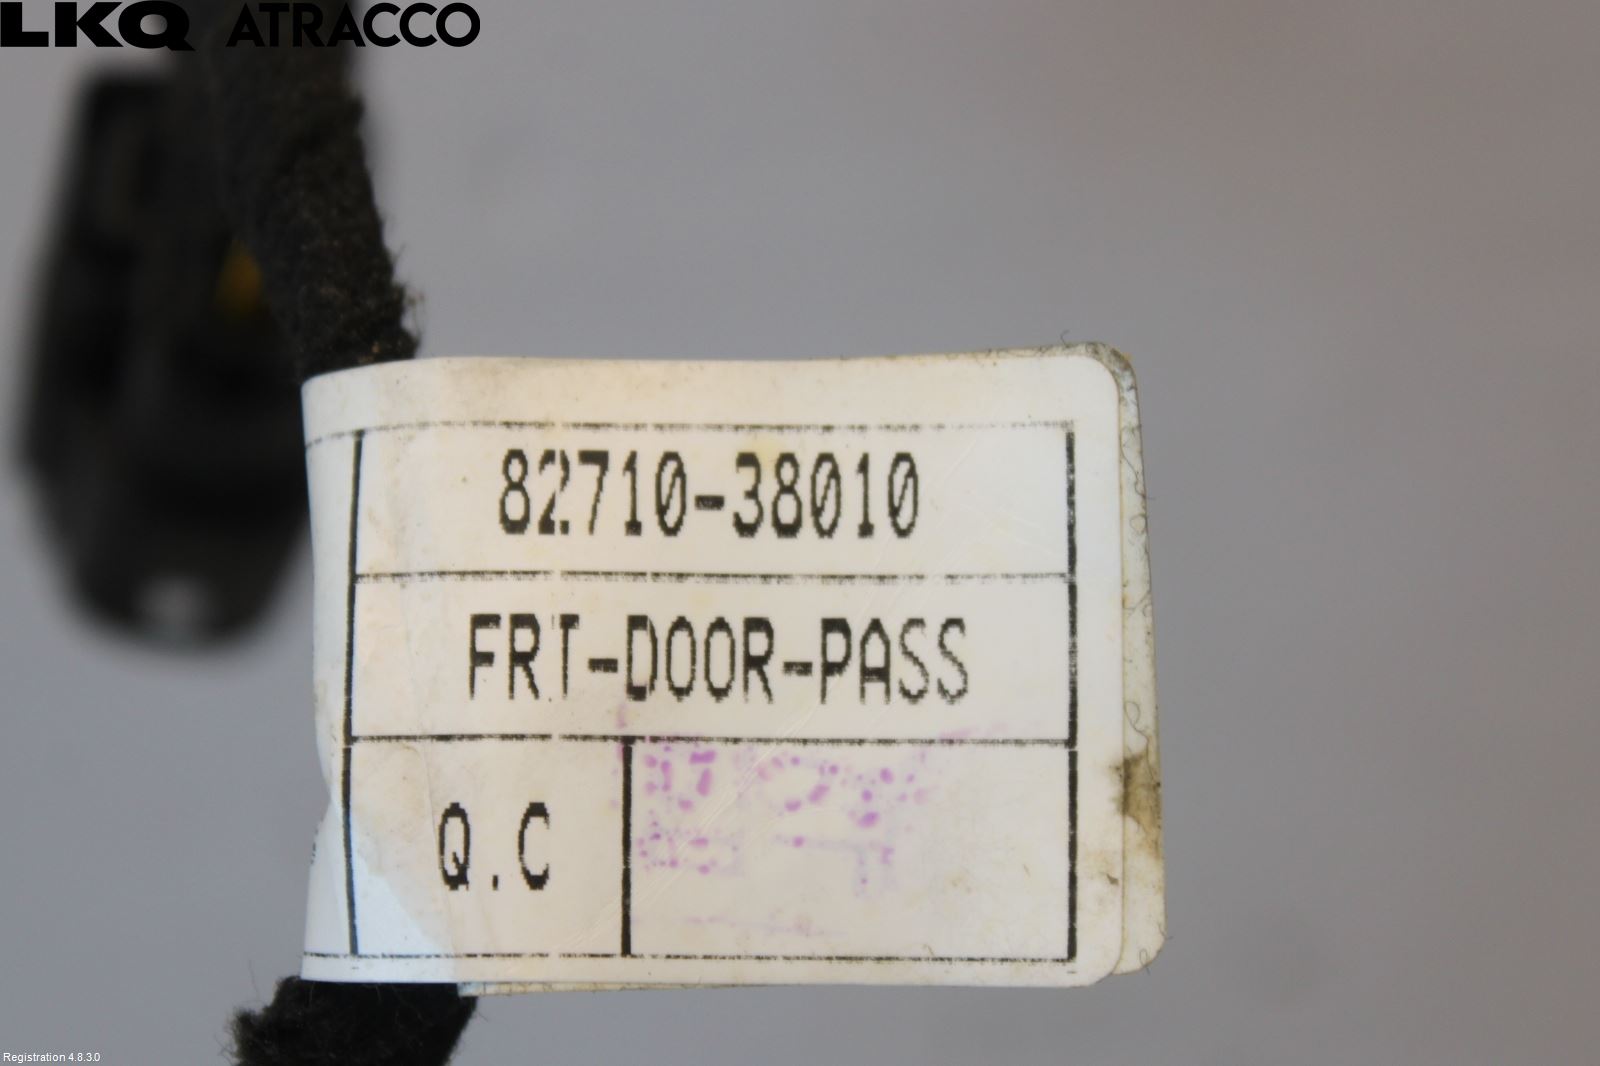 LKQ ATRACCO
82710-38010
FRT-DOOR-PASS
Q.C
Registration 4.8.3.0